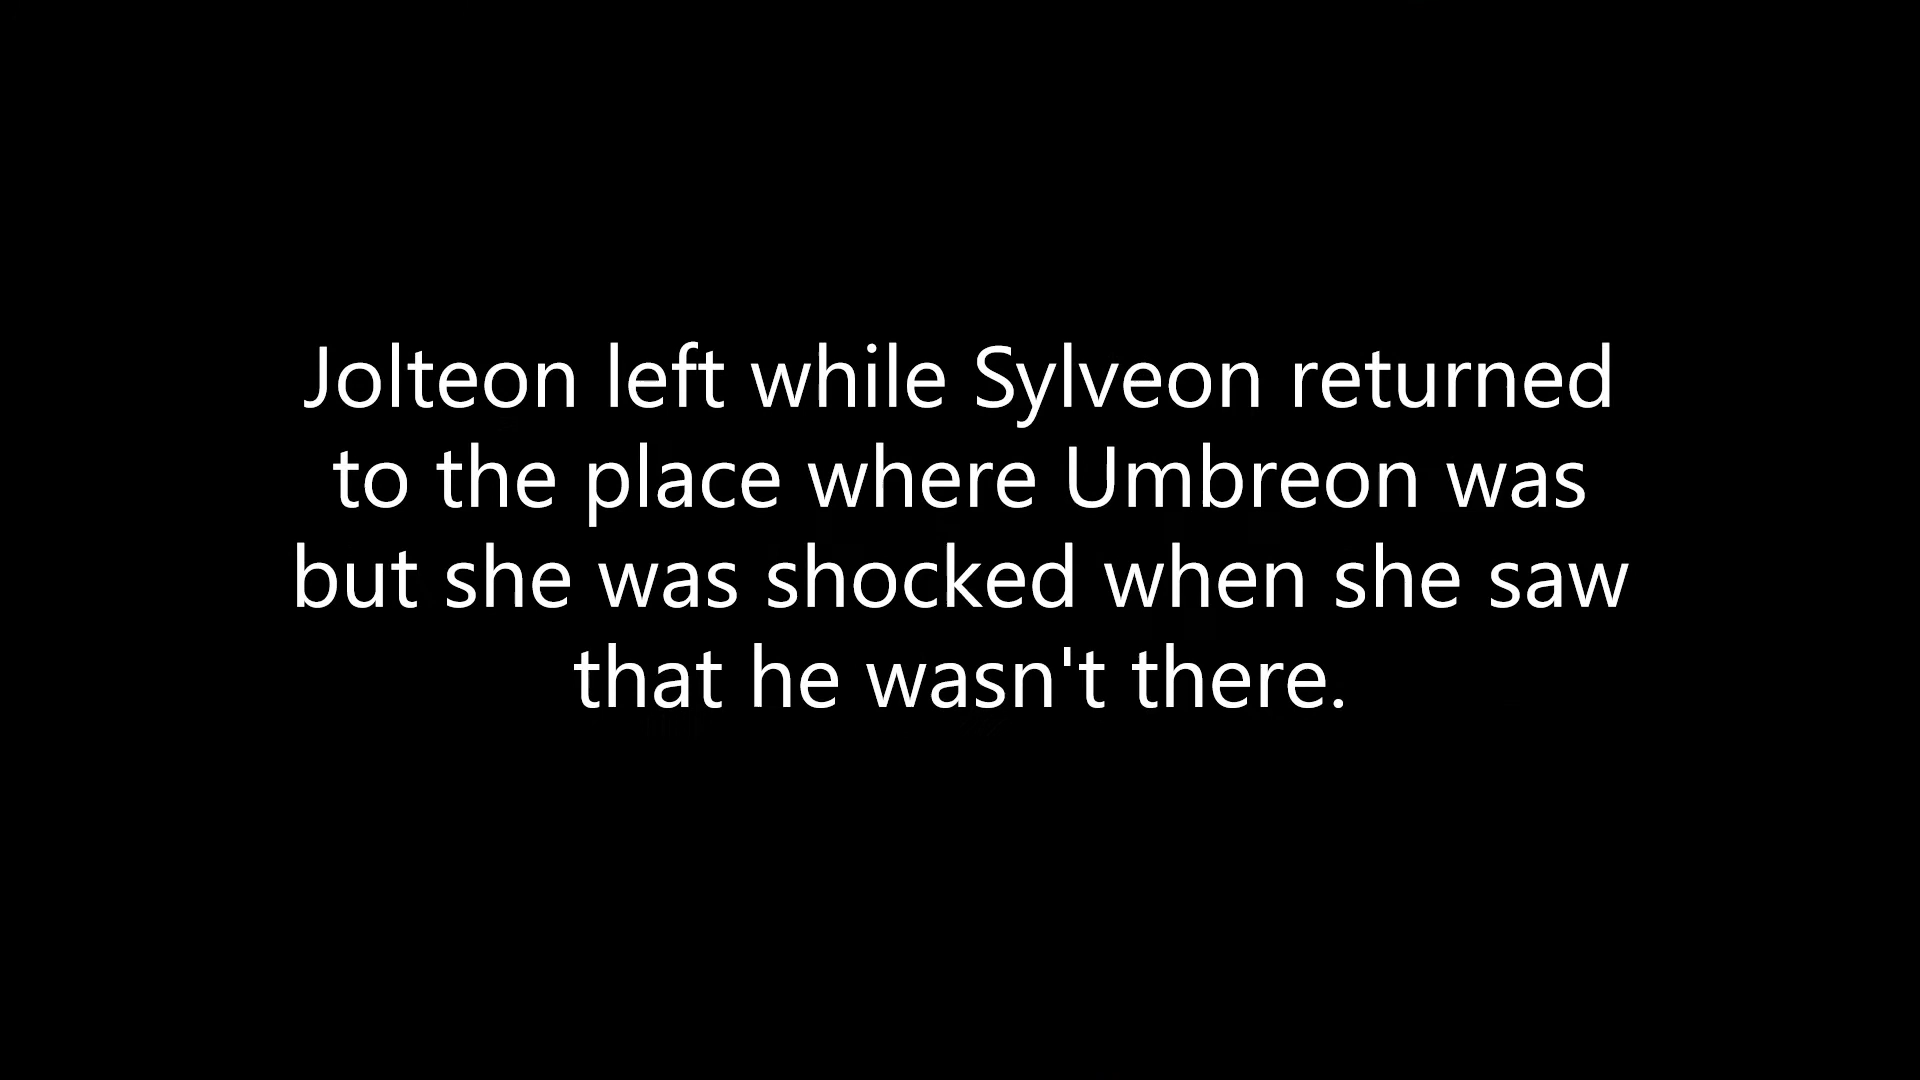 Jolteon left while Sylveon returned
to the place where Umbreon was
but she was shocked when she saw
that he wasn't there.